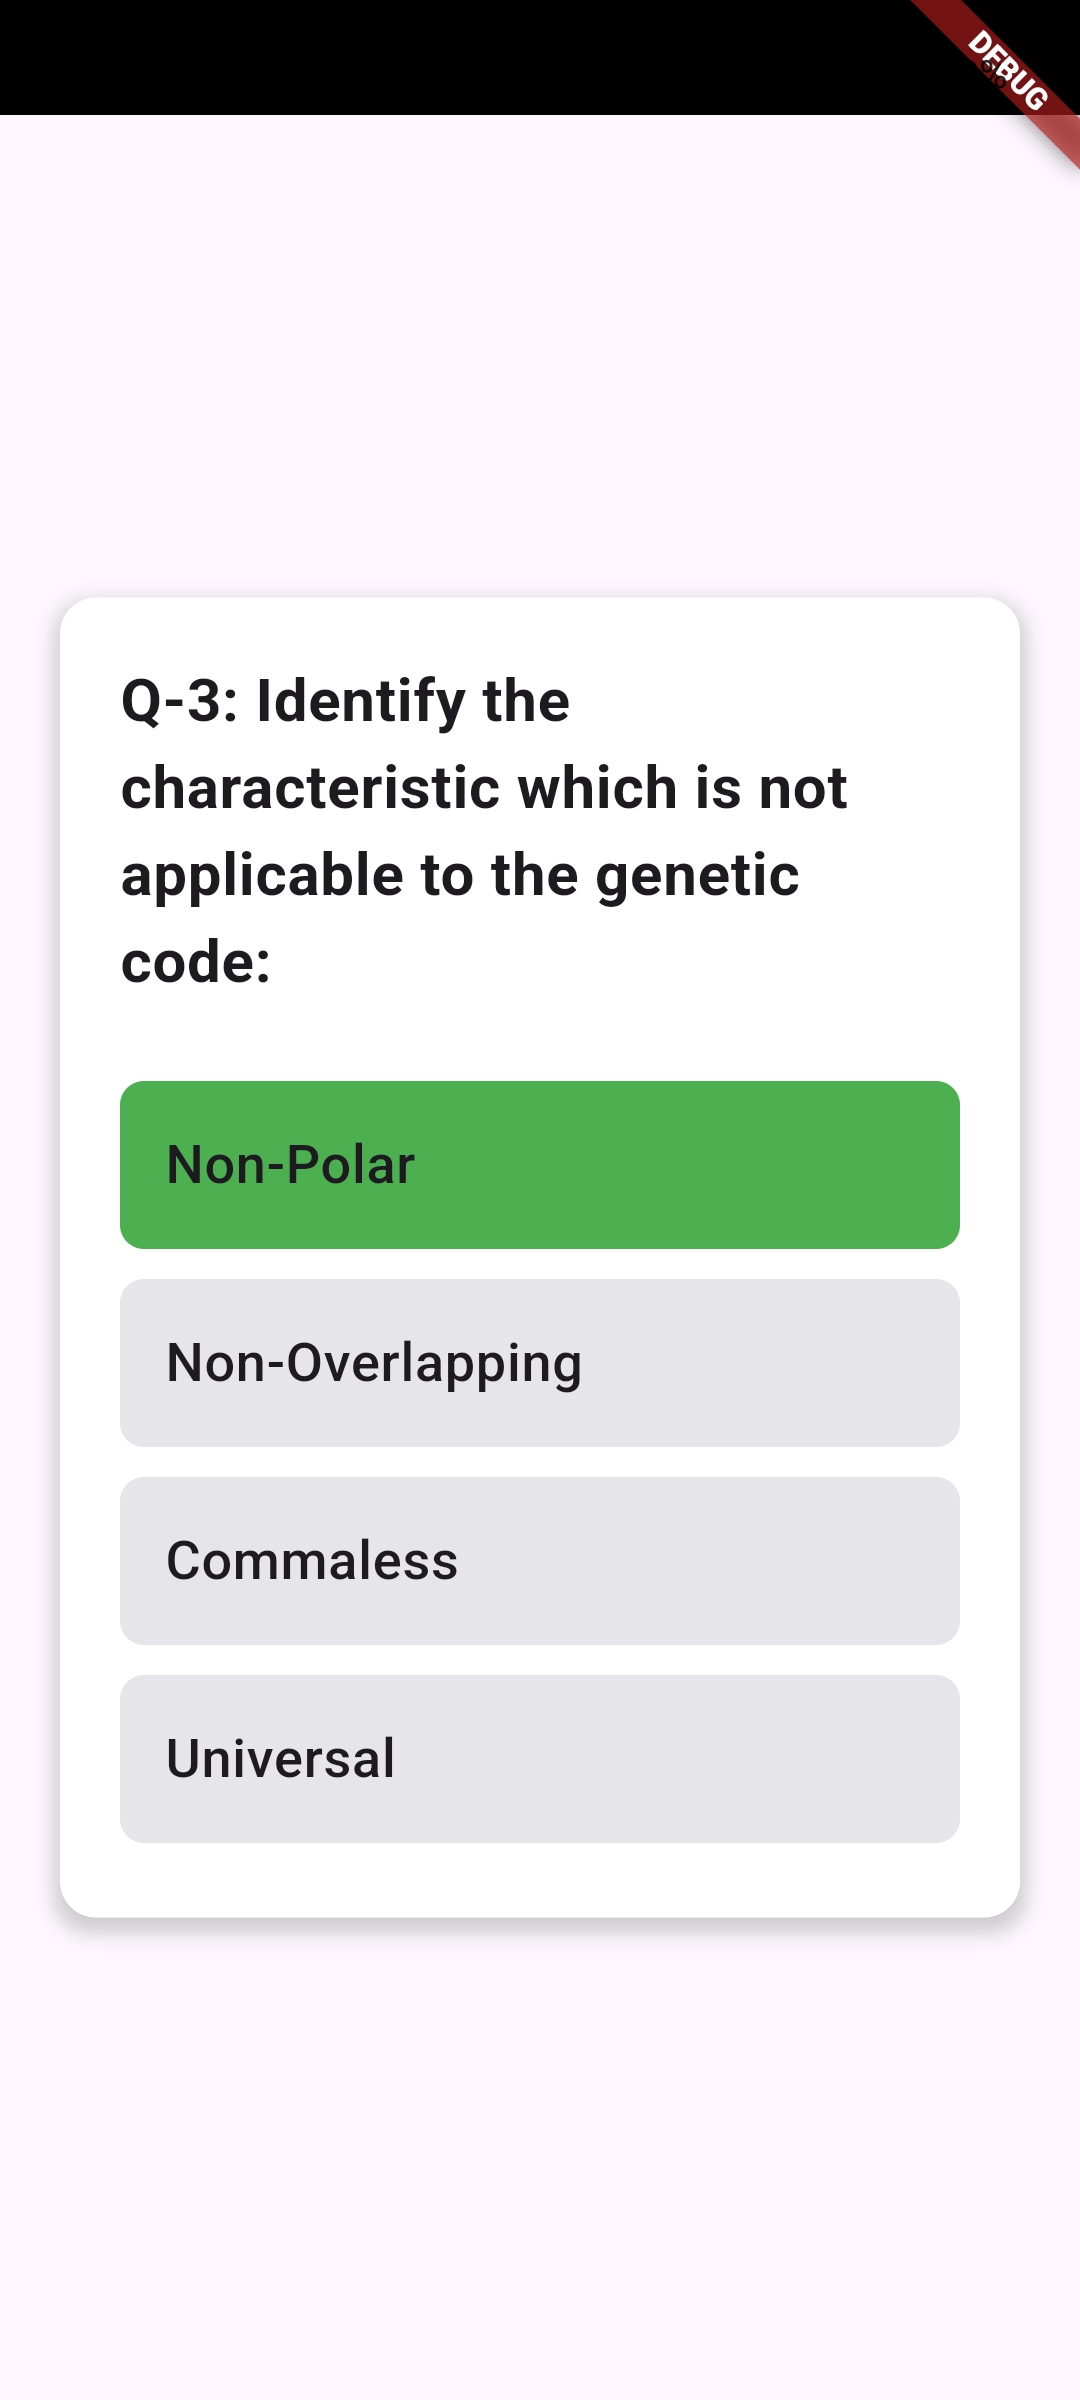 DEBUG
Q-3: Identify the
characteristic which is not
applicable to the genetic
code:
Non-Polar
Non-Overlapping
Commaless
Universal